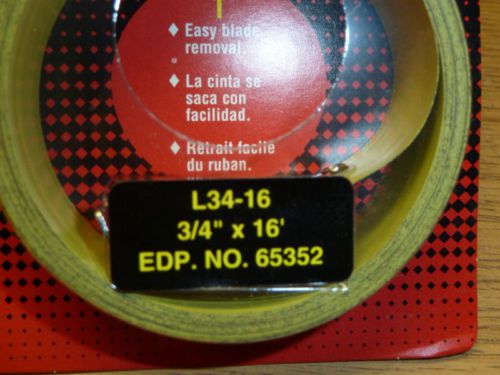 Easy blade
removal.
La cinta se
saca con
facilidad.
Retrait facile
du ruban.
L34-16
3/4" x 16'
EDP. NO. 65352